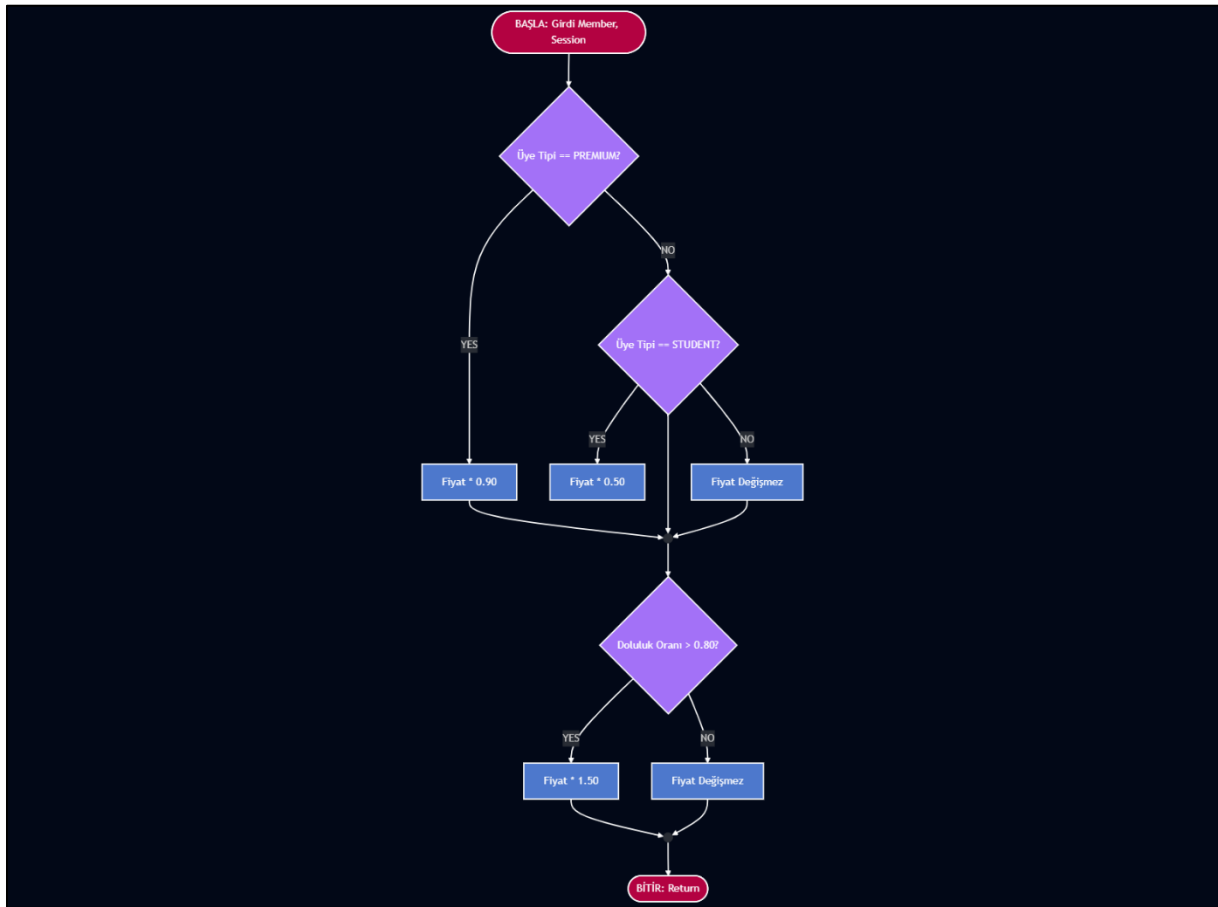 BAŞLA: Girdi Member,
Session
Üye Tipi == PREMIUM?
NO
YES
Üye Tipi == STUDENT?
YES
NO
Fiyat * 0.90
Fiyat * 0.50
Fiyat Değişmez
Doluluk Oranı > 0.80?
YES
NO
Fiyat * 1.50
Fiyat Değişmez
BİTİR: Return